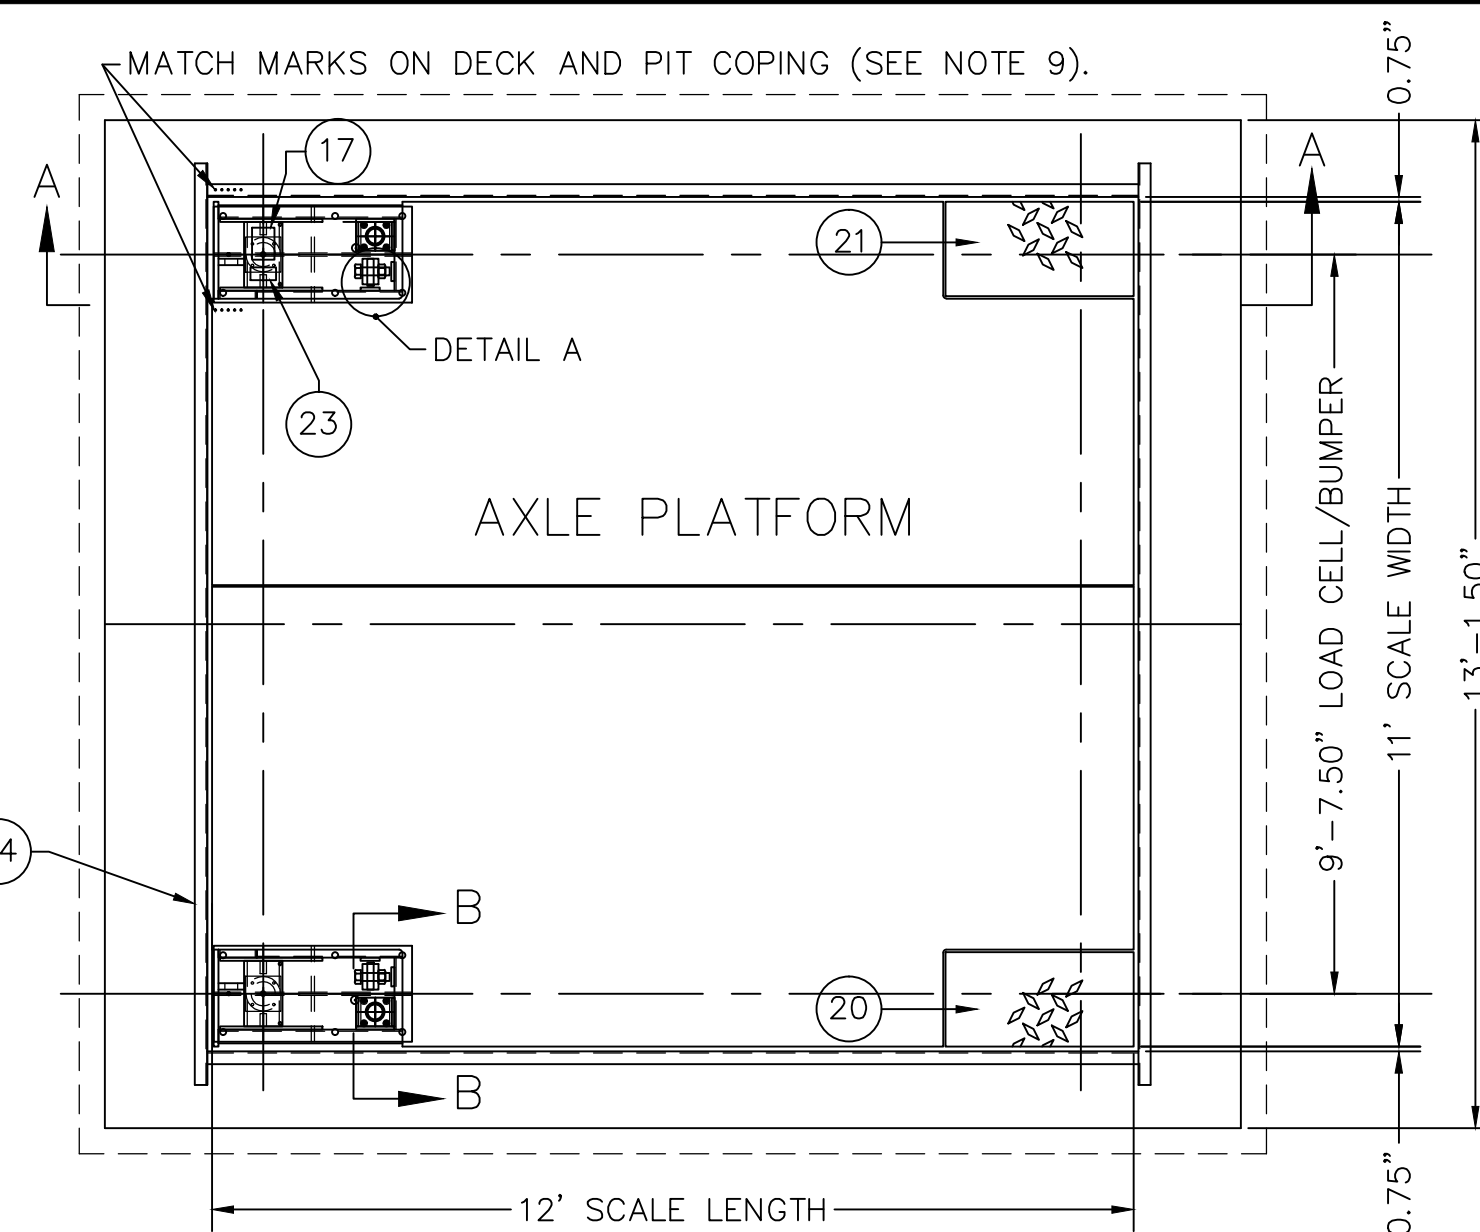 MATCH MARKS ON DECK AND PIT COPING (SEE NOTE 9).
0.75"
17
A
A
21
DETAIL A
23
AXLE PLATFORM
9'-7.50" LOAD CELL/BUMPER
11' SCALE WIDTH
13'-1.50"
4
B
20
B
0.75"
12' SCALE LENGTH